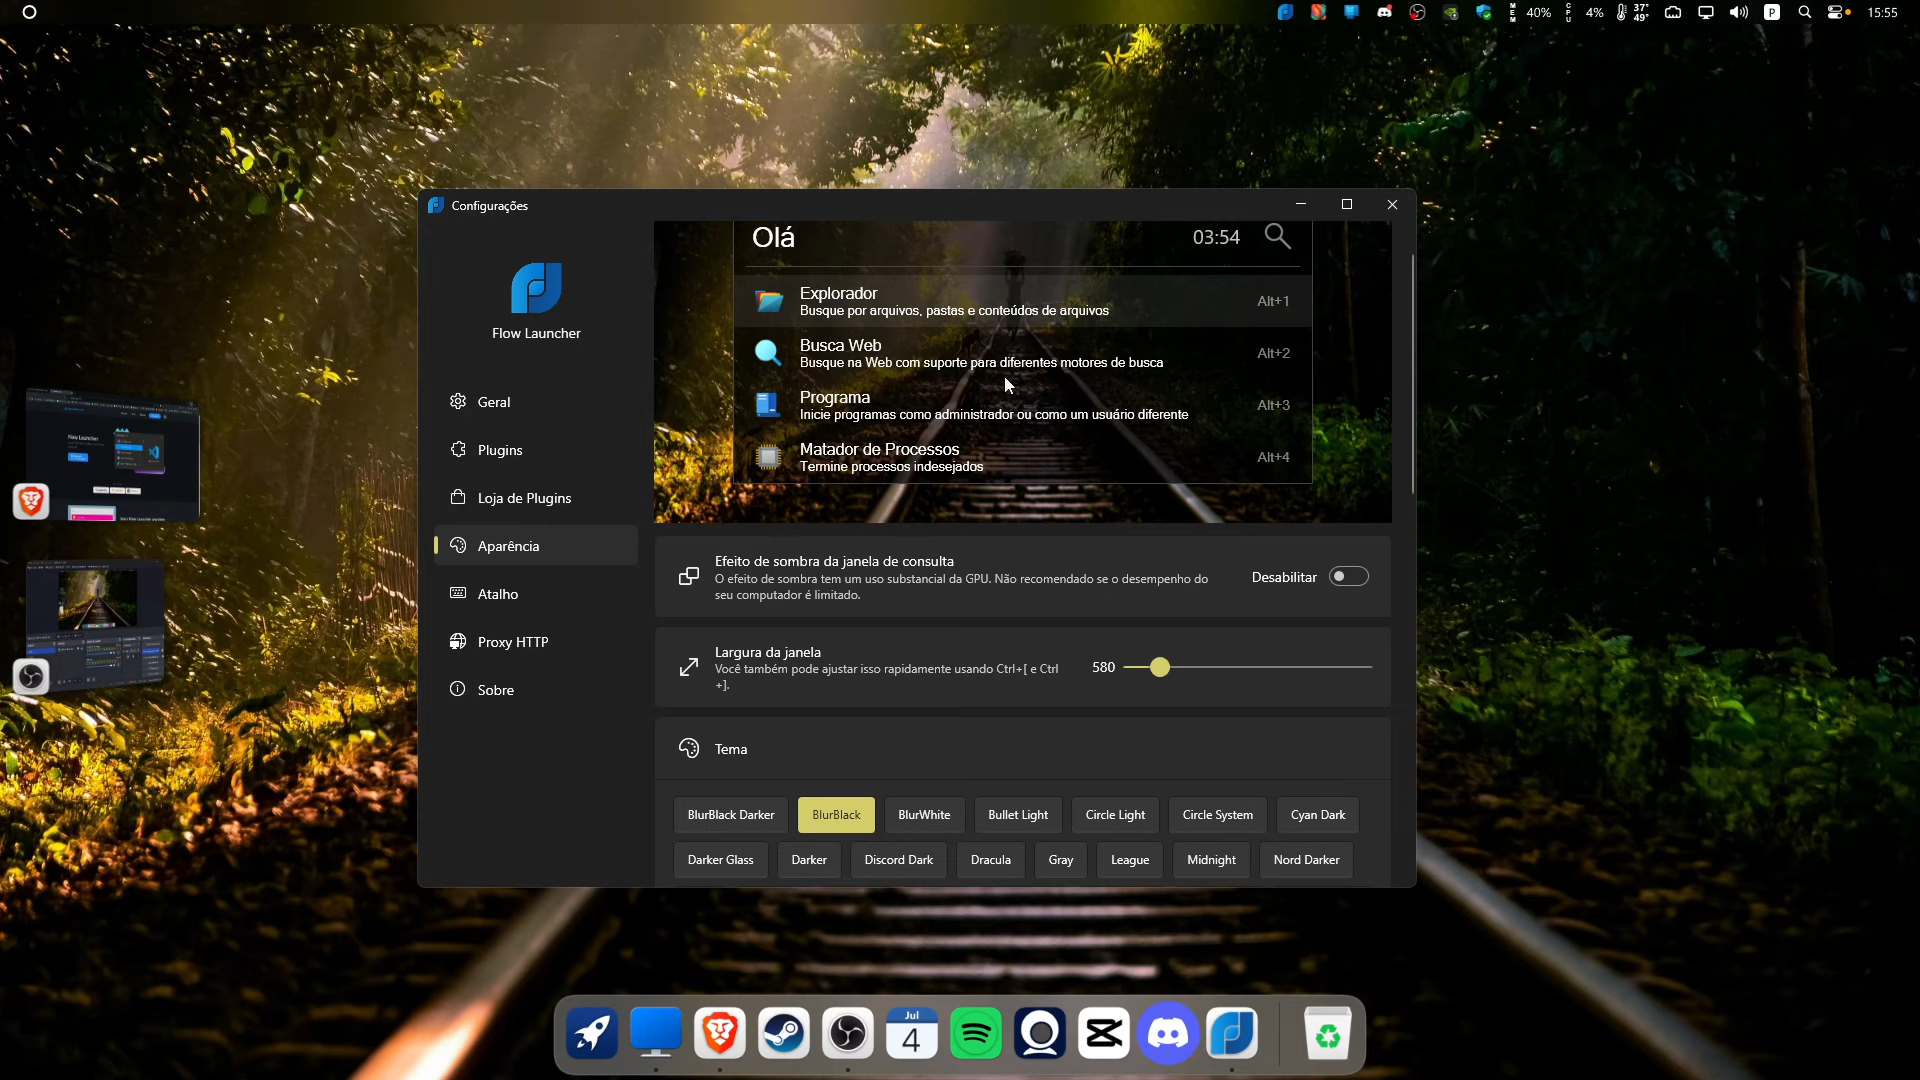 40%
4%
37°
49°
P
15:55
Configurações
Flow Launcher
Geral
Plugins
Loja de Plugins
Aparência
Atalho
Proxy HTTP
Sobre
Olá
03:54
Explorador
Busque por arquivos, pastas e conteúdos de arquivos
Alt+1
Busca Web
Busque na Web com suporte para diferentes motores de busca
Alt+2
Programa
Inicie programas como administrador ou como um usuário diferente
Alt+3
Matador de Processos
Termine processos indesejados
Alt+4
Efeito de sombra da janela de consulta
O efeito de sombra tem um uso substancial da GPU. Não recomendado se o desempenho do
seu computador é limitado.
Desabilitar
Largura da janela
Você também pode ajustar isso rapidamente usando Ctrl+[ e Ctrl
+].
580
Tema
BlurBlack Darker
BlurBlack
BlurWhite
Bullet Light
Circle Light
Circle System
Cyan Dark
Darker Glass
Darker
Discord Dark
Dracula
Gray
League
Midnight
Nord Darker
Jul
4